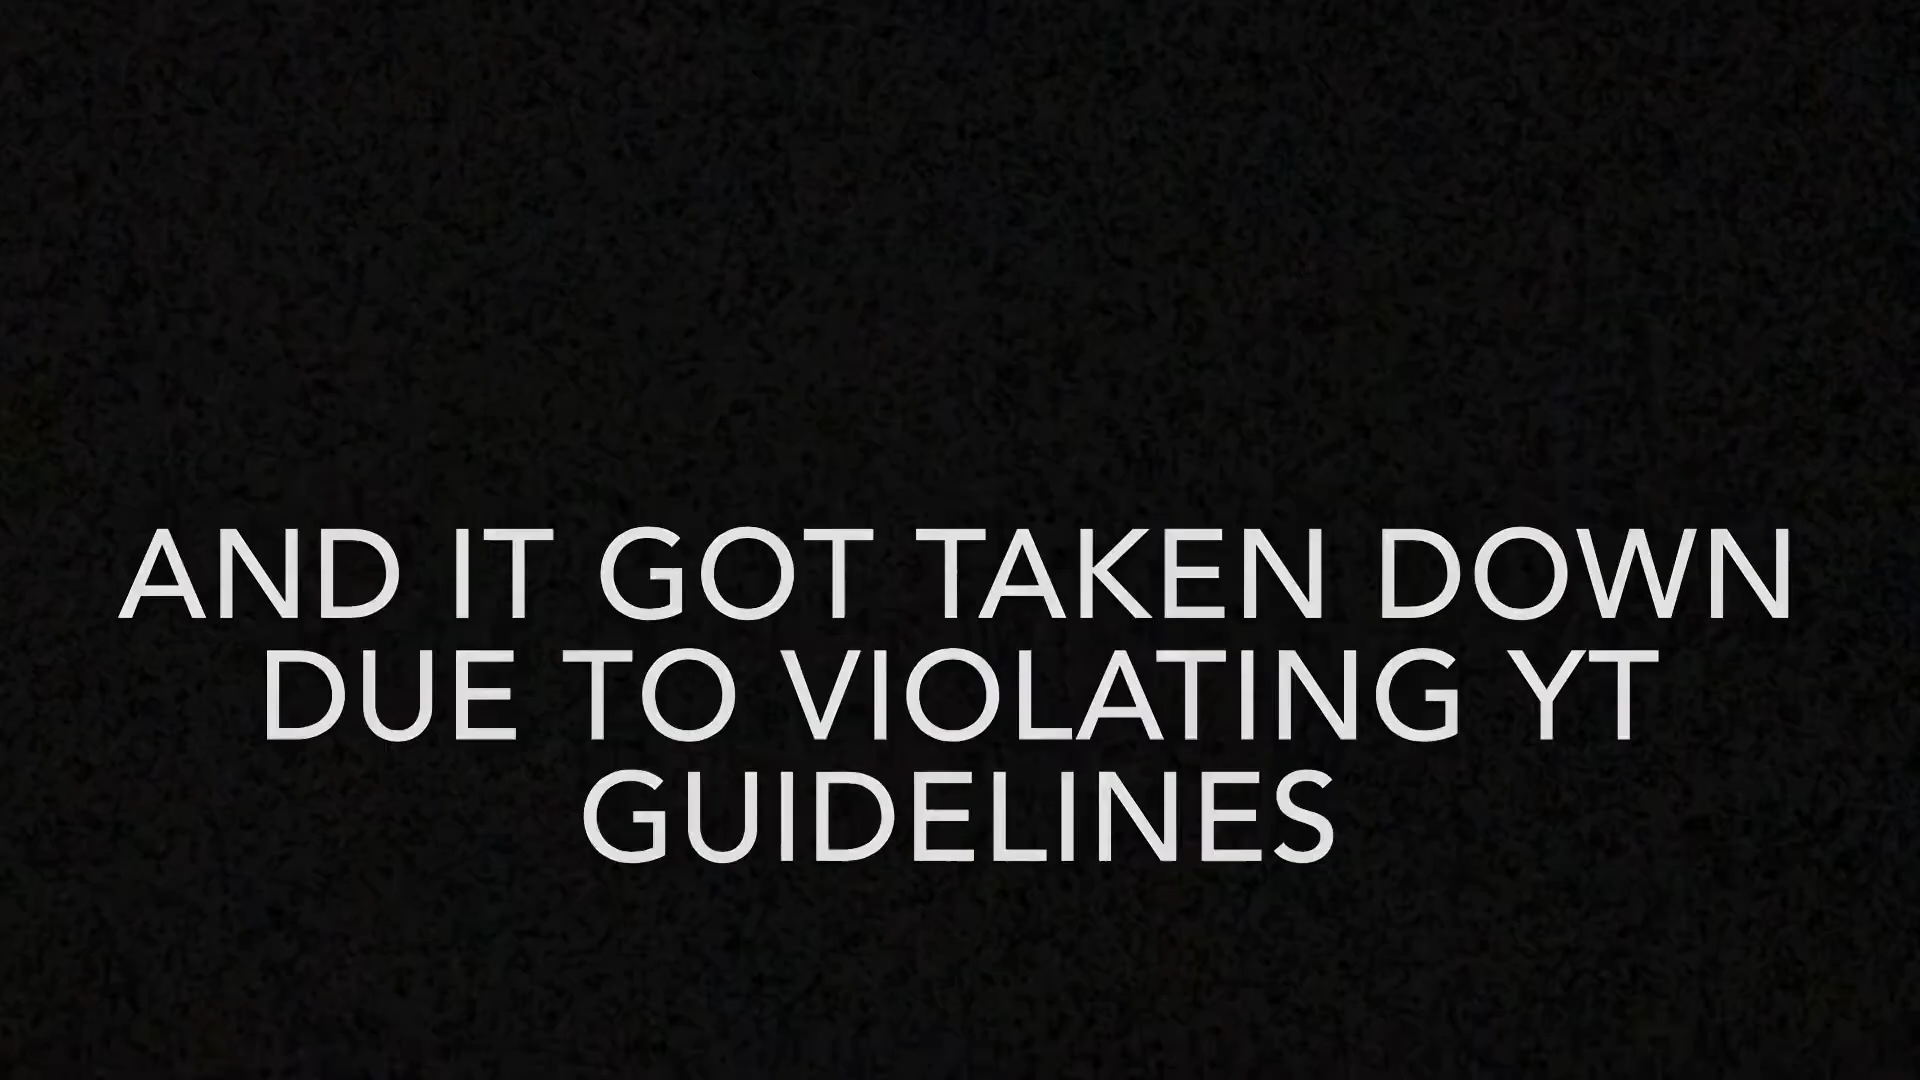 AND IT GOT TAKEN DOWN
DUE TO VIOLATING YT
GUIDELINES